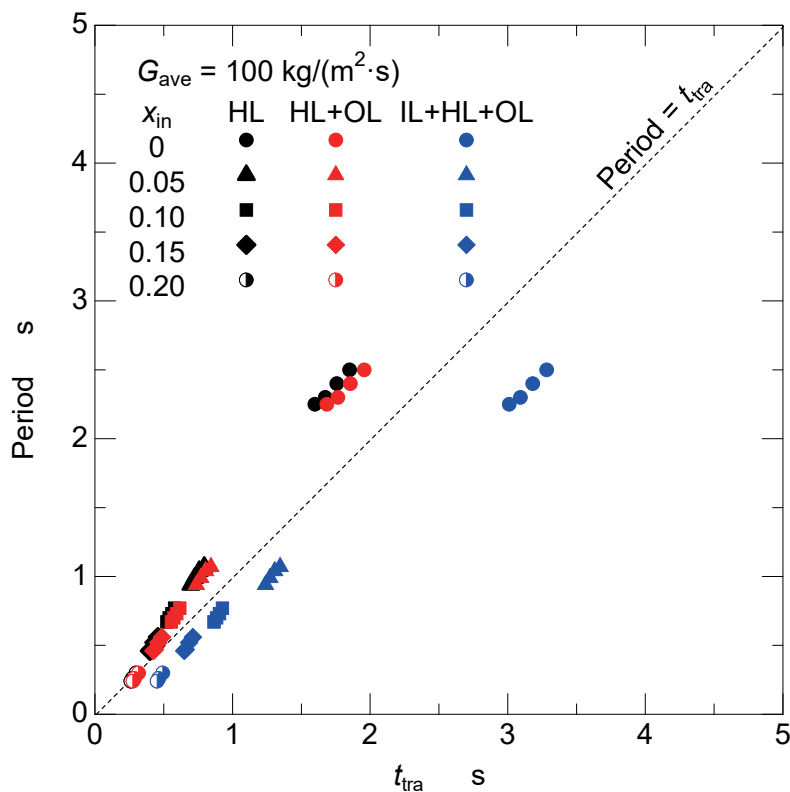 G_ave = 100 kg/(m²·s)
x_in HL HL+OL IL+HL+OL
0
0.05
0.10
0.15
0.20
Period = t_tra
5
4
3
2
1
0
Period s
0 1 2 3 4 5
t_tra s